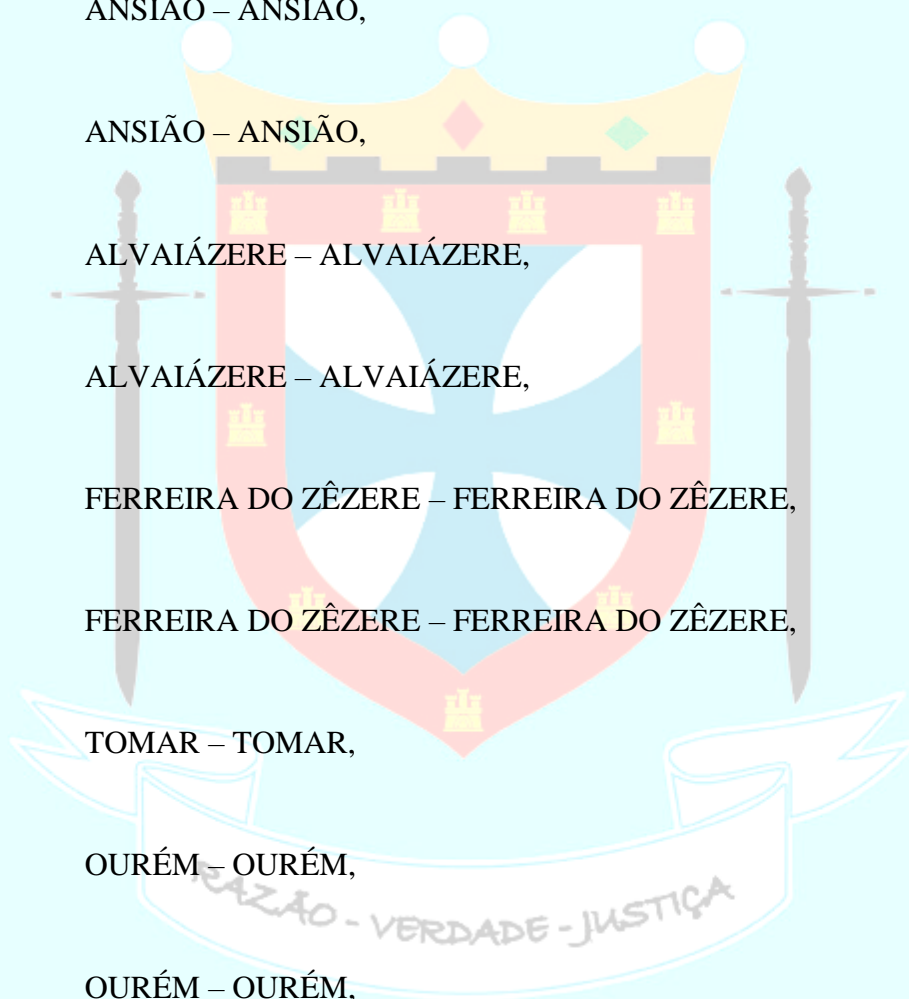 ANSIÃO – ANSIÃO,
ANSIÃO – ANSIÃO,
ALVAIÁZERE – ALVAIÁZERE,
ALVAIÁZERE – ALVAIÁZERE,
FERREIRA DO ZÊZERE – FERREIRA DO ZÊZERE,
FERREIRA DO ZÊZERE – FERREIRA DO ZÊZERE,
TOMAR – TOMAR,
OURÉM – OURÉM,
RAZÃO - VERDADE - JUSTIÇA
OURÉM – OURÉM,